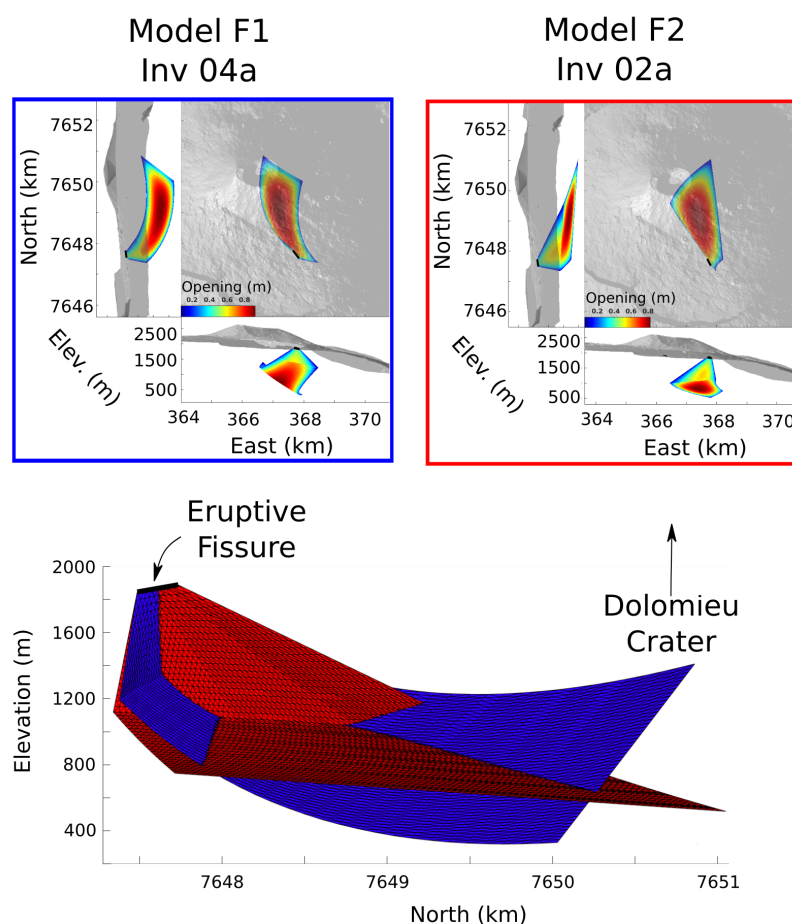 Model F1
Inv 04a
Model F2
Inv 02a
North (km)
7652
7650
7648
7646
Opening (m)
0.2 0.4 0.6 0.8
Elev. (m)
2500
1500
500
364 366 368 370
East (km)
North (km)
7652
7650
7648
7646
Opening (m)
0.2 0.4 0.6 0.8
Elev. (m)
2500
1500
500
364 366 368 370
East (km)
Eruptive
Fissure
Dolomieu
Crater
Elevation (m)
2000
1600
1200
800
400
7648 7649 7650 7651
North (km)